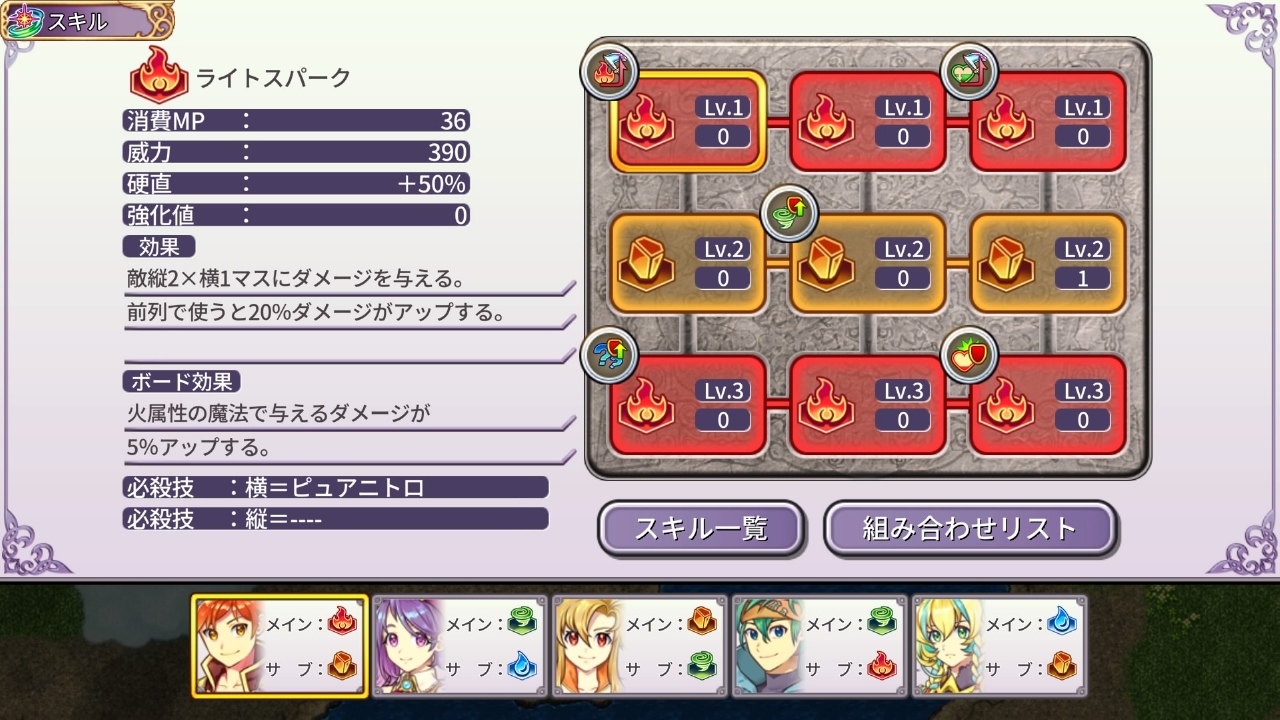 スキル
ライトスパーク
消費MP : 36
威力 : 390
硬直 : +50%
強化値 : 0
効果
敵縦2×横1マスにダメージを与える。
前列で使うと20%ダメージがアップする。
ボード効果
火属性の魔法で与えるダメージが
5%アップする。
必殺技 : 横=ピュアニトロ
必殺技 : 縦=----
Lv.1 Lv.1 Lv.1
0 0 0
Lv.2 Lv.2 Lv.2
0 0 1
Lv.3 Lv.3 Lv.3
0 0 0
スキル一覧 組み合わせリスト
メイン: メイン: メイン: メイン: メイン:
サ ブ: サ ブ: サ ブ: サ ブ: サ ブ: